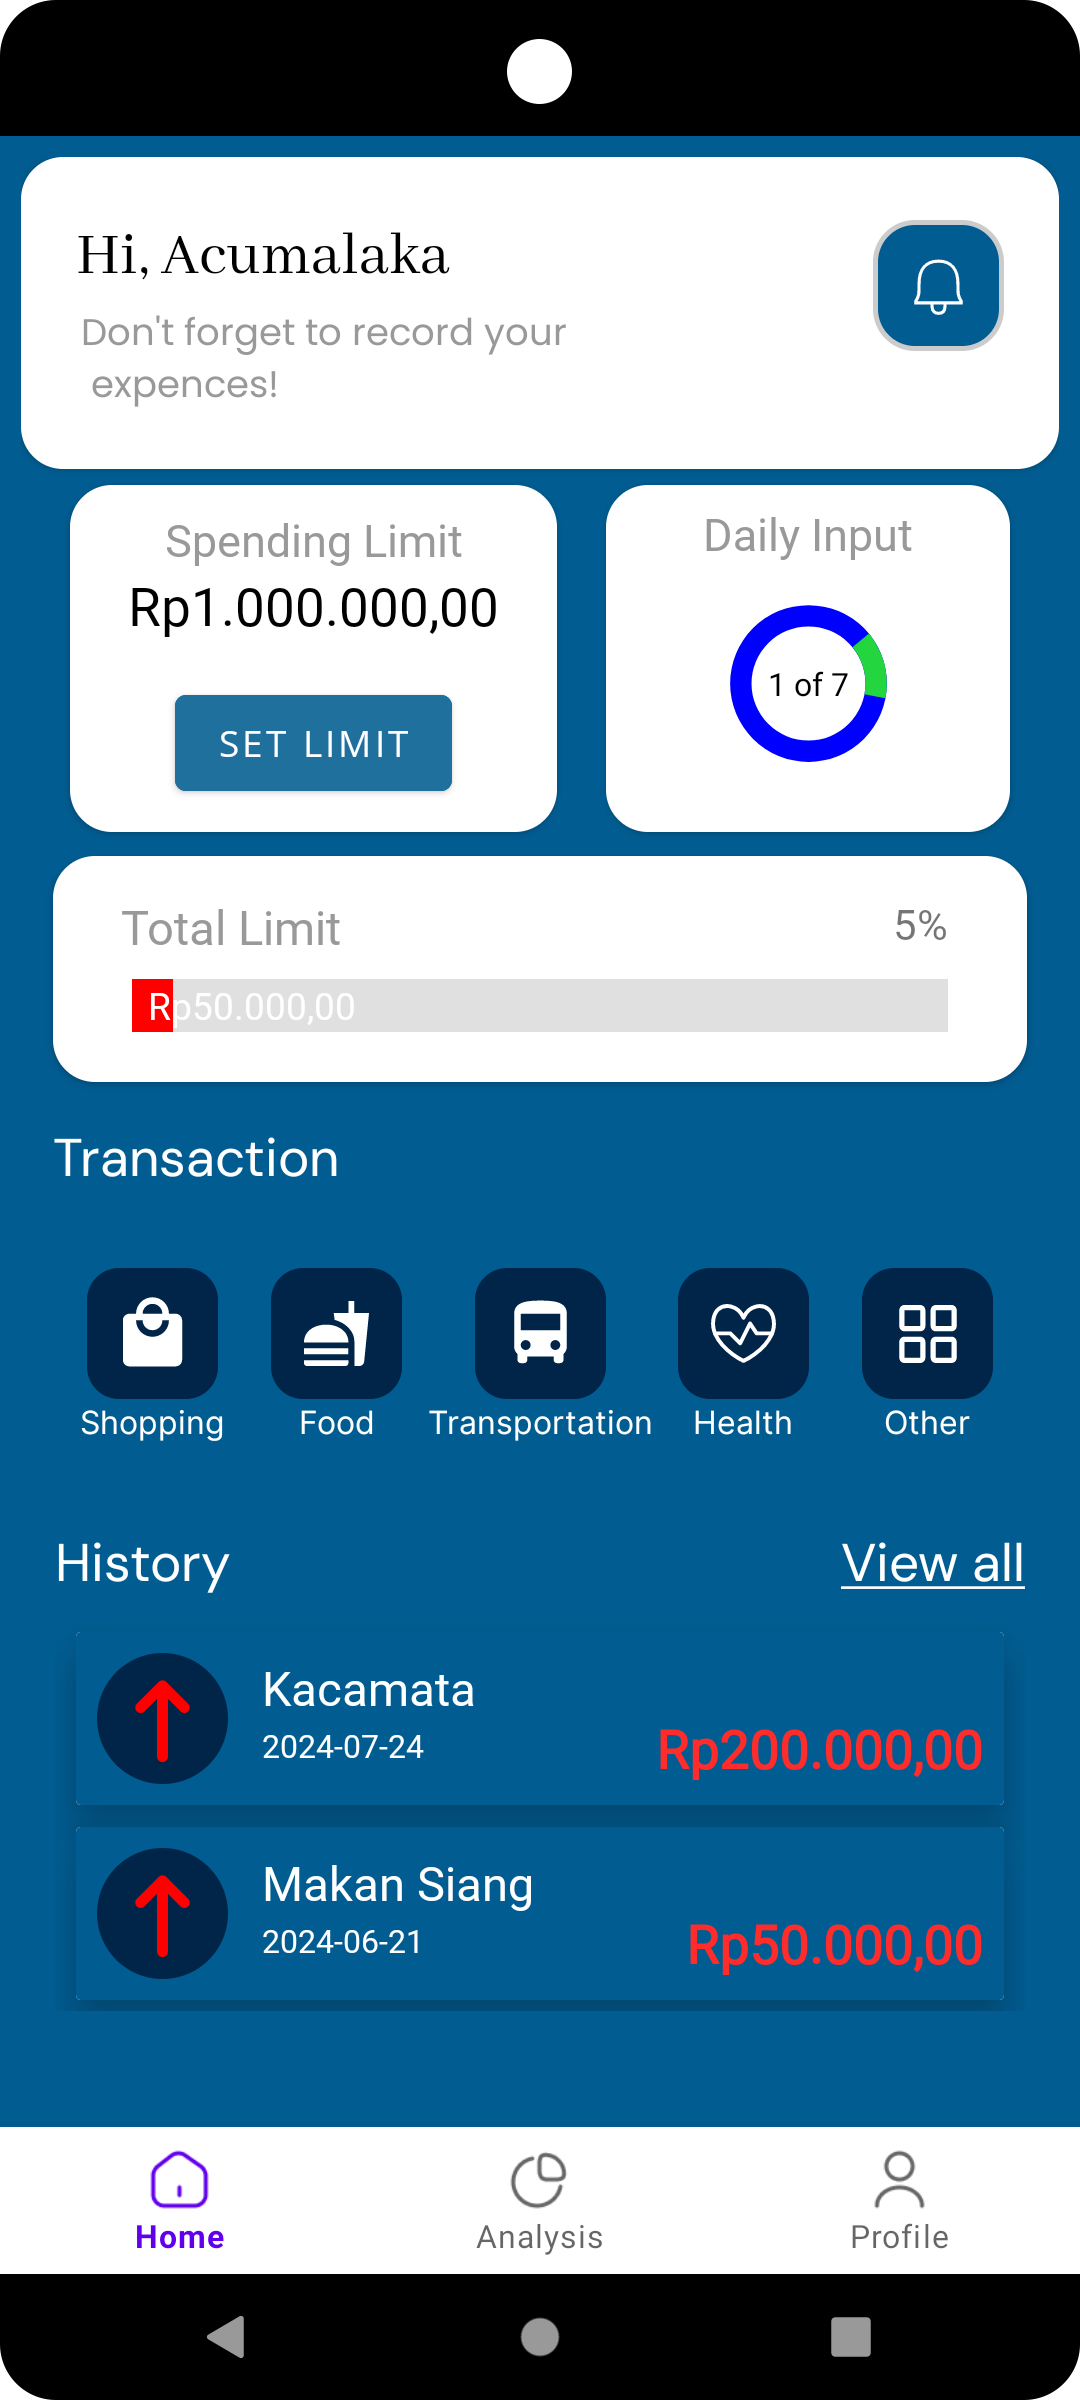 Hi, Acumalaka
Don't forget to record your
expences!
Spending Limit
Rp1.000.000,00
SET LIMIT
Daily Input
1 of 7
Total Limit
5%
Rp50.000,00
Transaction
Shopping
Food
Transportation
Health
Other
History
View all
Kacamata
2024-07-24
Rp200.000,00
Makan Siang
2024-06-21
Rp50.000,00
Home
Analysis
Profile